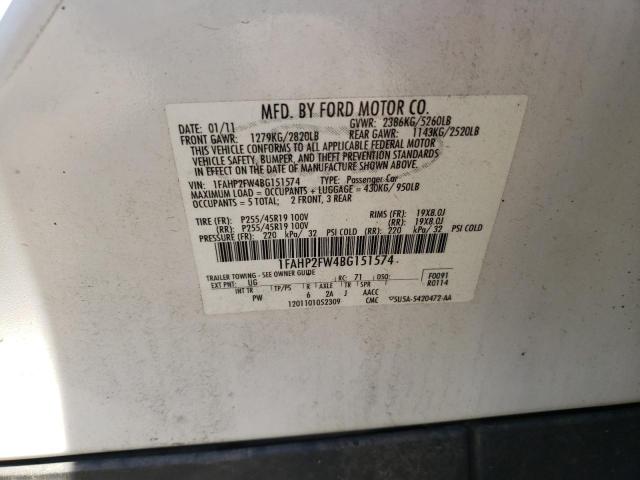 MFD. BY FORD MOTOR CO.
DATE: 01/11 GVWR: 2386KG/5260LB
FRONT GAWR: 1279KG/2820LB REAR GAWR: 1143KG/2520LB
THIS VEHICLE CONFORMS TO ALL APPLICABLE FEDERAL MOTOR
VEHICLE SAFETY, BUMPER, AND THEFT PREVENTION STANDARDS
IN EFFECT ON THE DATE OF MANUFACTURE SHOWN ABOVE.
VIN: 1FAHP2FW4BG151574 TYPE: Passenger Car
MAXIMUM LOAD = OCCUPANTS + LUGGAGE = 430KG/ 950LB
OCCUPANTS = 5 TOTAL: 2 FRONT, 3 REAR
TIRE (FR): P255/45R19 100V RIMS (FR): 19X8.0J
(RR): P255/45R19 100V (RR): 19X8.0J
PRESSURE (FR): 220 kPa/ 32 PSI COLD (RR): 220 kPa/ 32 PSI COLD
1FAHP2FW4BG151574
TRAILER TOWING - SEE OWNER GUIDE
EXT PNT: UG RC: 71 DSO: F0091
R0114
INT TR TP/PS R AXLE TR SPR
PW 6 2A J AACC
12011010S2309 CMC ▽5U5A-5420472-AA